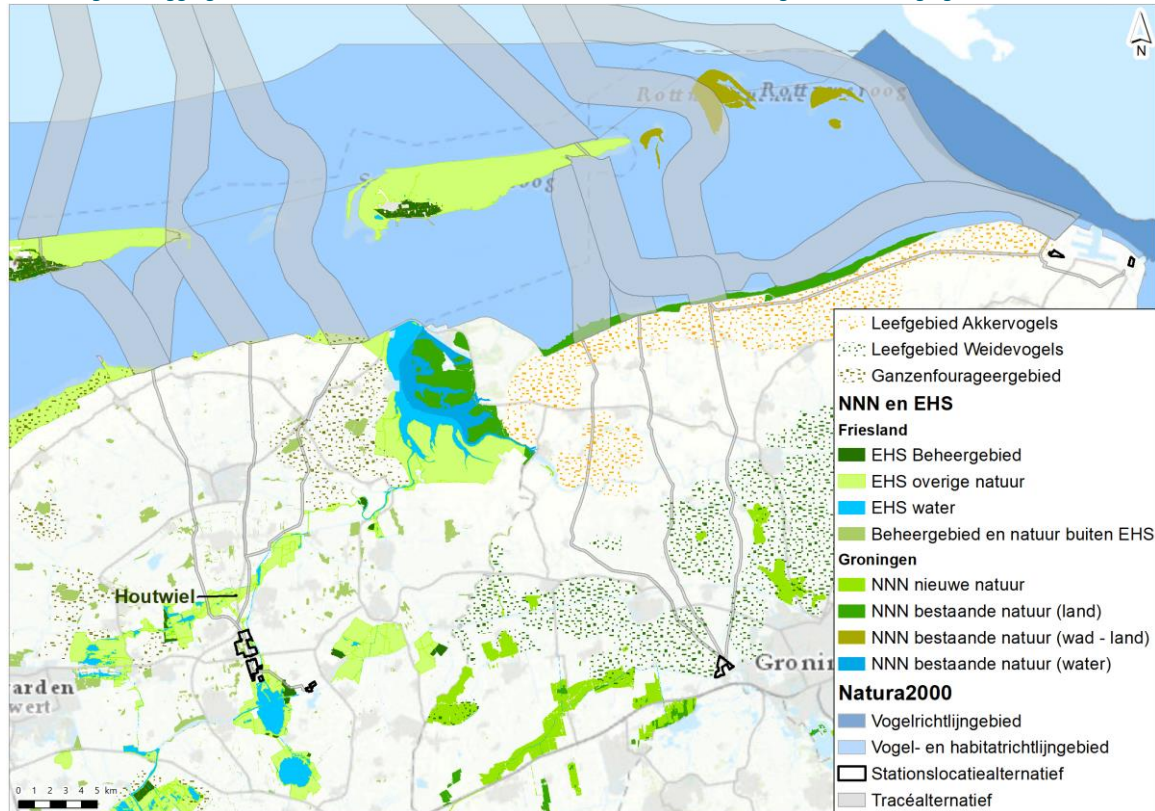 N
Leefgebied Akkervogels
Leefgebied Weidevogels
Ganzenfourageergebied
NNN en EHS
Friesland
EHS Beheergebied
EHS overige natuur
EHS water
Beheergebied en natuur buiten EHS
Groningen
NNN nieuwe natuur
NNN bestaande natuur (land)
NNN bestaande natuur (wad - land)
NNN bestaande natuur (water)
Natura2000
Vogelrichtlijngebied
Vogel- en habitatrichtlijngebied
Stationslocatiealternatief
Tracéalternatief
Houtwiel
Gronin
arden
wert
0 1 2 3 4 5 km